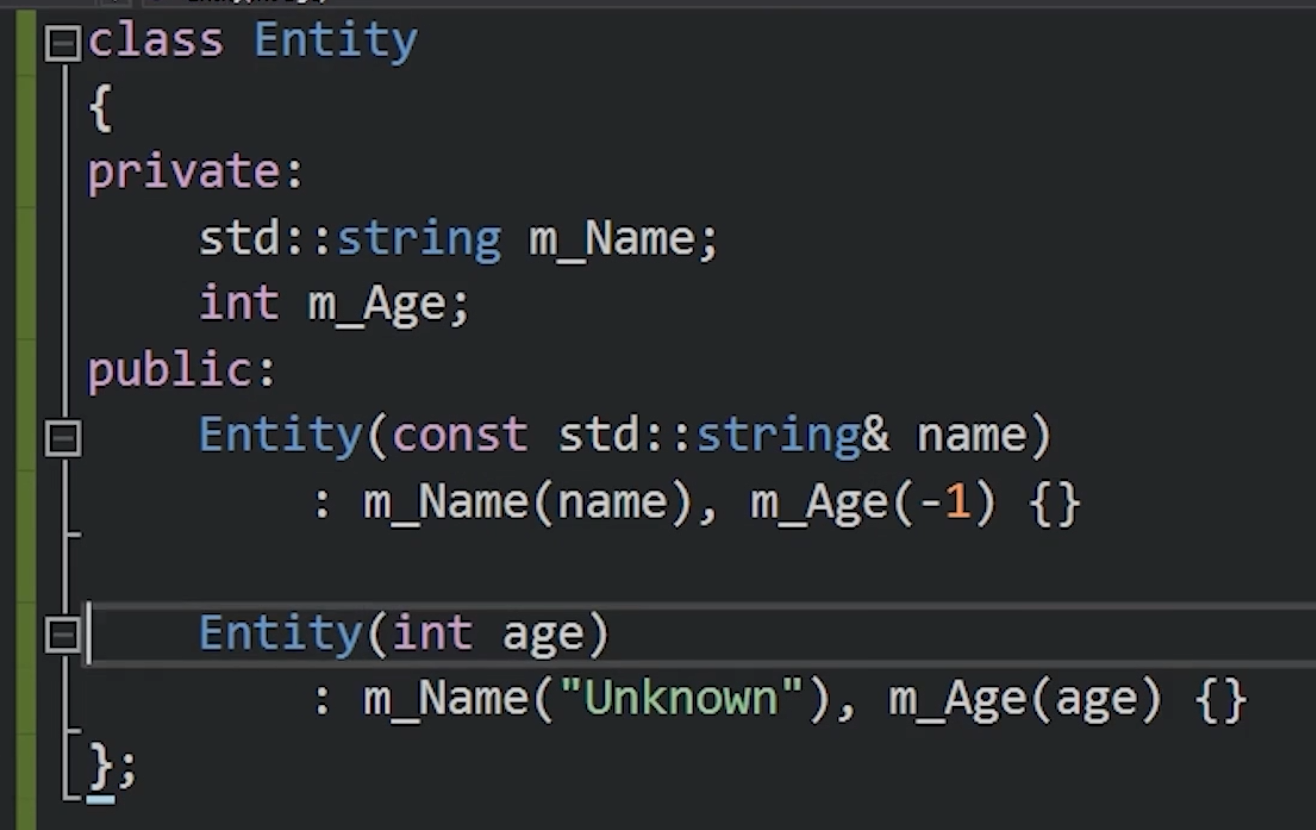 class Entity
{
private:
    std::string m_Name;
    int m_Age;
public:
    Entity(const std::string& name)
        : m_Name(name), m_Age(-1) {}

    Entity(int age)
        : m_Name("Unknown"), m_Age(age) {}
};